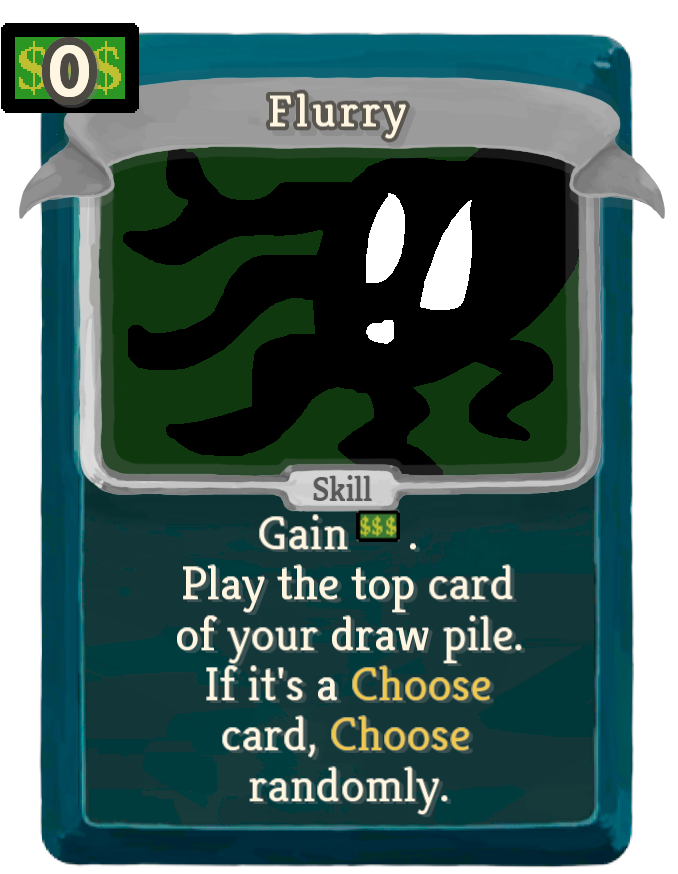 $0$
Flurry
Skill
Gain $$$ .
Play the top card
of your draw pile.
If it's a Choose
card, Choose
randomly.